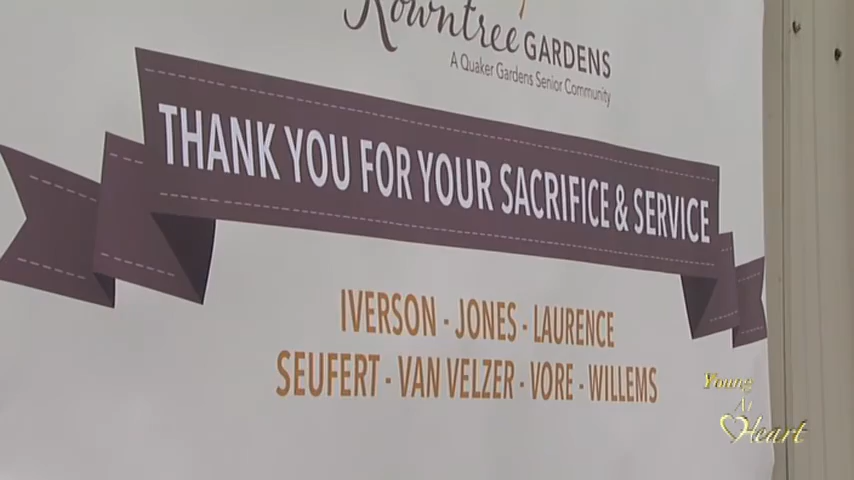 Rowntree GARDENS
A Quaker Gardens Senior Community
THANK YOU FOR YOUR SACRIFICE & SERVICE
IVERSON - JONES - LAURENCE
SEUFERT - VAN VELZER - VORE - WILLEMS
Young
At
Heart